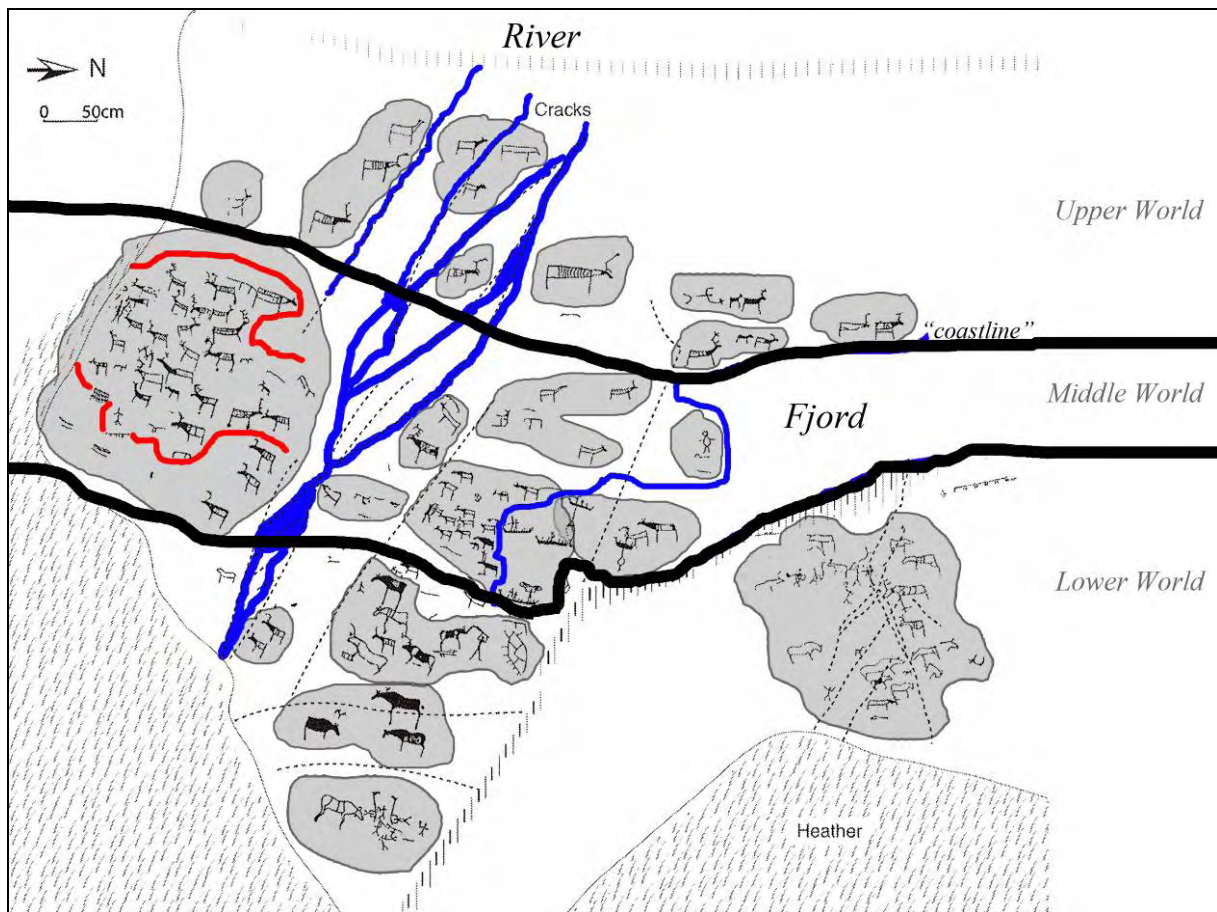 River
N
0 50cm
Cracks
Upper World
"coastline"
Middle World
Fjord
Lower World
Heather